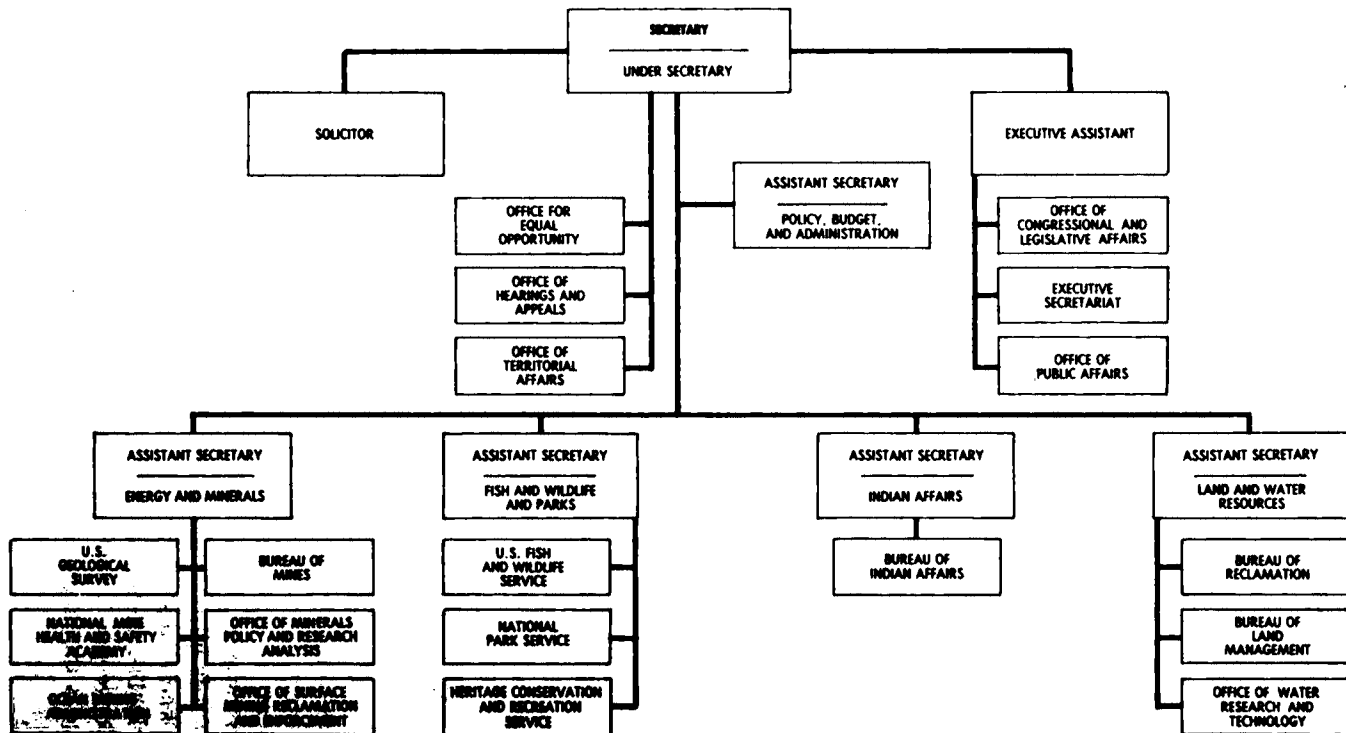 SECRETARY
UNDER SECRETARY
SOLICITOR
EXECUTIVE ASSISTANT
ASSISTANT SECRETARY
POLICY, BUDGET,
AND ADMINISTRATION
OFFICE FOR
EQUAL
OPPORTUNITY
OFFICE OF
HEARINGS AND
APPEALS
OFFICE OF
TERRITORIAL
AFFAIRS
OFFICE OF
CONGRESSIONAL AND
LEGISLATIVE AFFAIRS
EXECUTIVE
SECRETARIAT
OFFICE OF
PUBLIC AFFAIRS
ASSISTANT SECRETARY
ENERGY AND MINERALS
U.S.
GEOLOGICAL
SURVEY
BUREAU OF
MINES
NATIONAL MINE
HEALTH AND SAFETY
ACADEMY
OFFICE OF MINERALS
POLICY AND RESEARCH
ANALYSIS
OCEAN MINING
ADMINISTRATION
OFFICE OF SURFACE
MINING RECLAMATION
AND ENFORCEMENT
ASSISTANT SECRETARY
FISH AND WILDLIFE
AND PARKS
U.S. FISH
AND WILDLIFE
SERVICE
NATIONAL
PARK SERVICE
HERITAGE CONSERVATION
AND RECREATION
SERVICE
ASSISTANT SECRETARY
INDIAN AFFAIRS
BUREAU OF
INDIAN AFFAIRS
ASSISTANT SECRETARY
LAND AND WATER
RESOURCES
BUREAU OF
RECLAMATION
BUREAU OF
LAND
MANAGEMENT
OFFICE OF WATER
RESEARCH AND
TECHNOLOGY